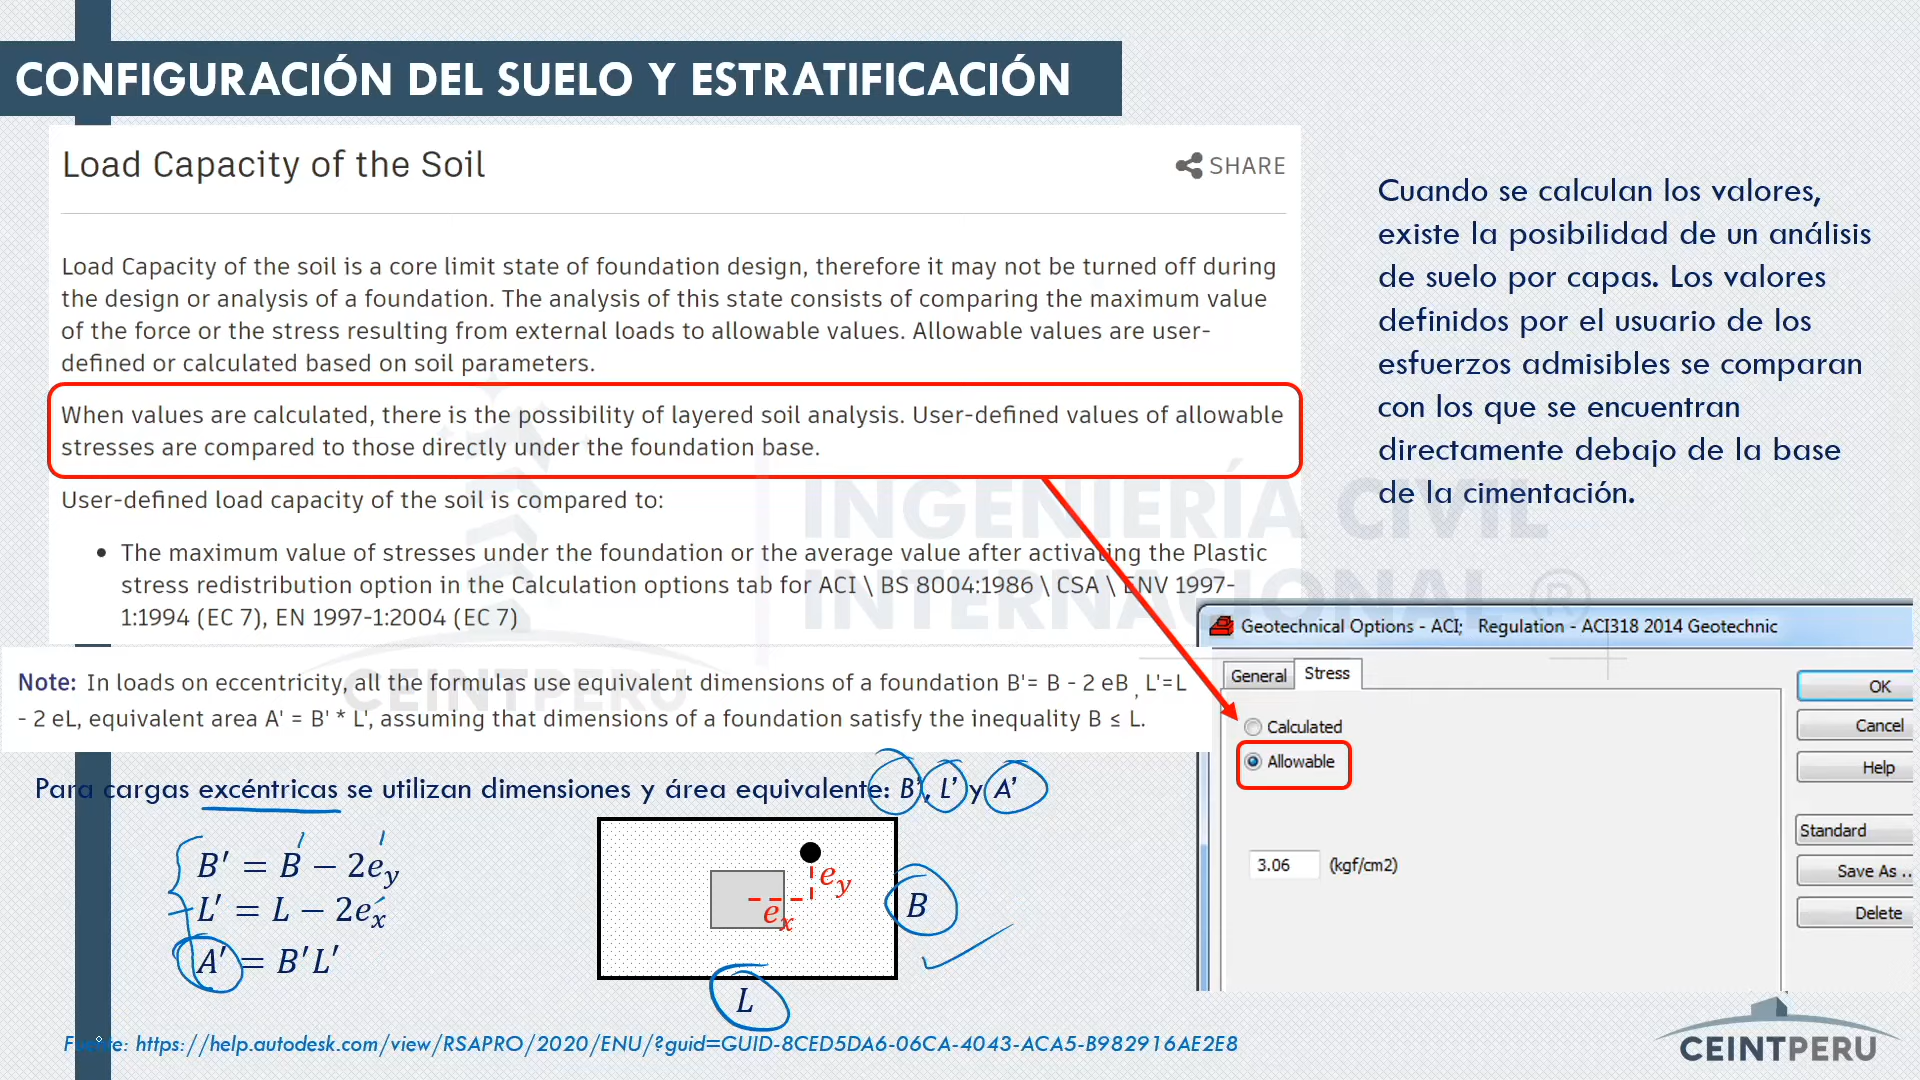 CONFIGURACIÓN DEL SUELO Y ESTRATIFICACIÓN
Load Capacity of the Soil
SHARE
Load Capacity of the soil is a core limit state of foundation design, therefore it may not be turned off during
the design or analysis of a foundation. The analysis of this state consists of comparing the maximum value
of the force or the stress resulting from external loads to allowable values. Allowable values are user-
defined or calculated based on soil parameters.
When values are calculated, there is the possibility of layered soil analysis. User-defined values of allowable
stresses are compared to those directly under the foundation base.
User-defined load capacity of the soil is compared to:
• The maximum value of stresses under the foundation or the average value after activating the Plastic
stress redistribution option in the Calculation options tab for ACI \ BS 8004:1986 \ CSA \ ENV 1997-
1:1994 (EC 7), EN 1997-1:2004 (EC 7)
Note: In loads on eccentricity, all the formulas use equivalent dimensions of a foundation B'= B - 2 eB , L'=L
- 2 eL, equivalent area A' = B' * L', assuming that dimensions of a foundation satisfy the inequality B ≤ L.
Cuando se calculan los valores,
existe la posibilidad de un análisis
de suelo por capas. Los valores
definidos por el usuario de los
esfuerzos admisibles se comparan
con los que se encuentran
directamente debajo de la base
de la cimentación.
INGENIERÍA CIVIL
INTERNACIONAL ®
CEINTPERU
Geotechnical Options - ACI; Regulation - ACI318 2014 Geotechnic
General
Stress
Calculated
Allowable
3.06 (kgf/cm2)
OK
Cancel
Help
Standard
Save As ..
Delete
Para cargas excéntricas se utilizan dimensiones y área equivalente: B', L' y A'
B′ = B − 2e_y
L′ = L − 2e_x
A′ = B′L′
e_y
e_x
B
L
Fuente: https://help.autodesk.com/view/RSAPRO/2020/ENU/?guid=GUID-8CED5DA6-06CA-4043-ACA5-B982916AE2E8
CEINTPERU